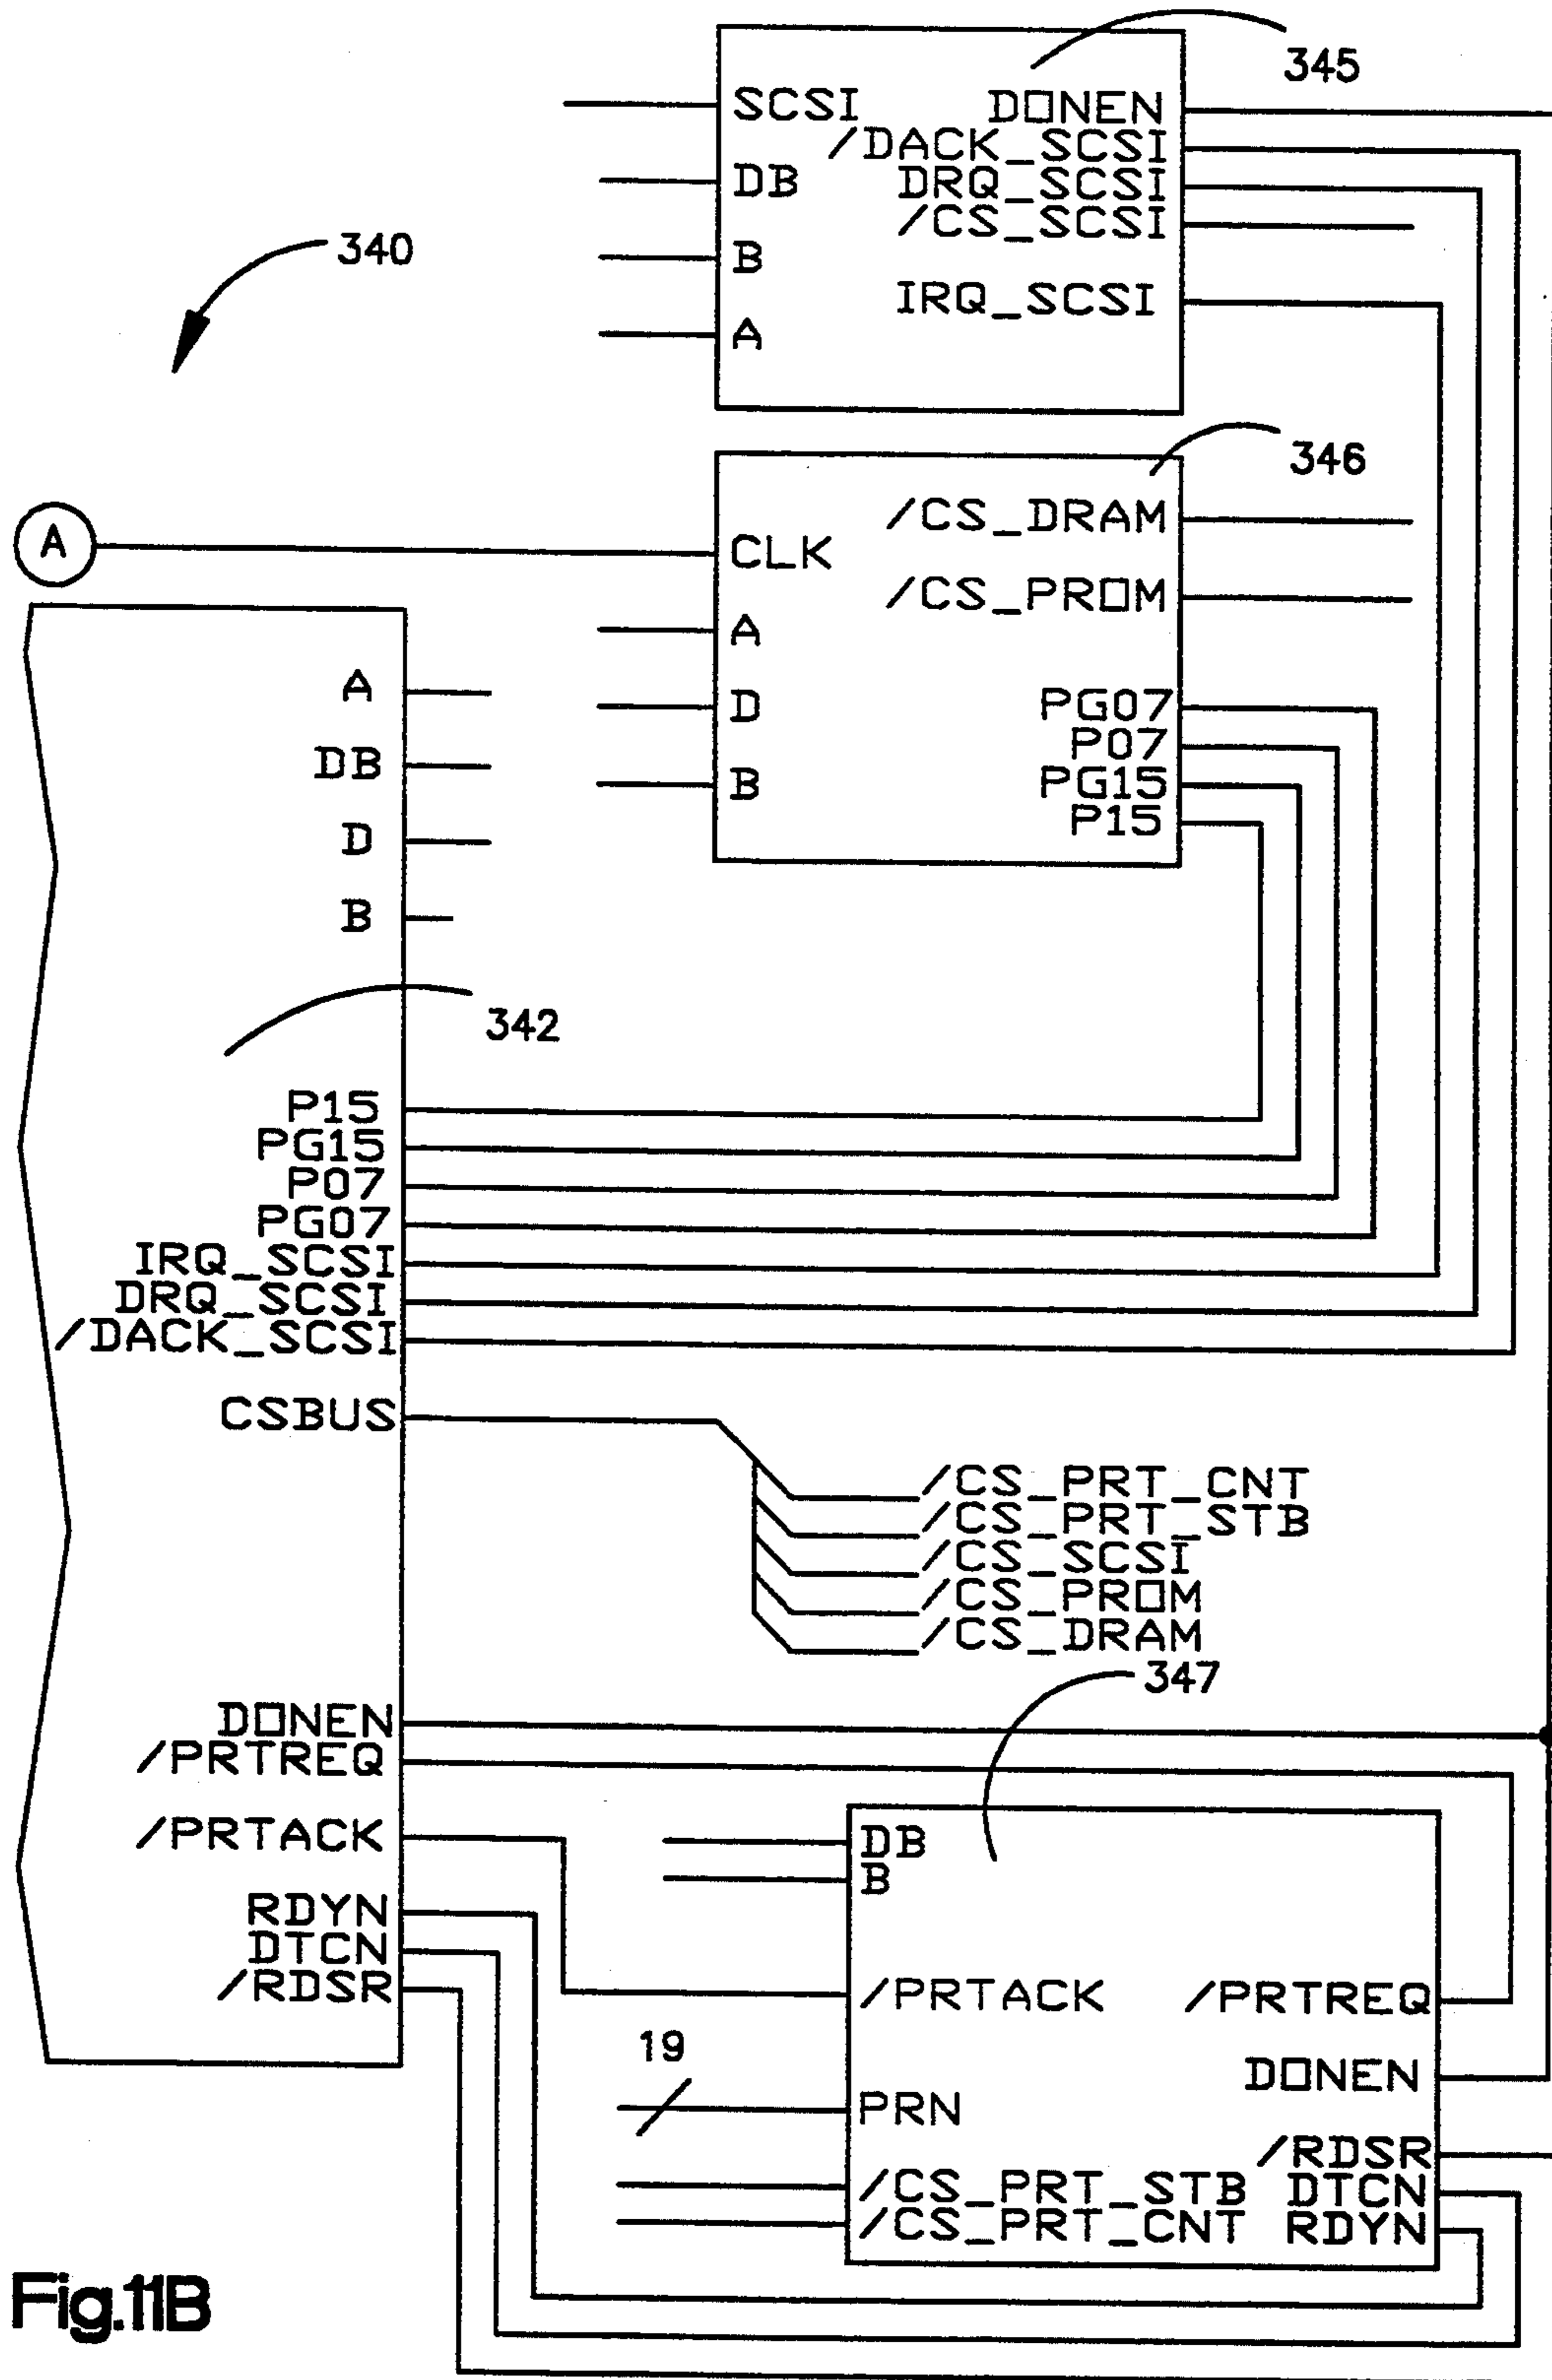 345
SCSI DONEN
/DACK_SCSI
DB DRQ_SCSI
/CS_SCSI
340
B
IRQ_SCSI
A
346
/CS_DRAM
A
CLK
/CS_PROM
A
A
D PG07
DB
P07
B PG15
P15
D
B
342
P15
PG15
P07
PG07
IRQ_SCSI
DRQ_SCSI
/DACK_SCSI
CSBUS
/CS_PRT_CNT
/CS_PRT_STB
/CS_SCSI
/CS_PROM
/CS_DRAM
347
DONEN
/PRTREQ
/PRTACK
DB
B
RDYN
DTCN
/RDSR
/PRTACK /PRTREQ
19
DONEN
PRN
/RDSR
/CS_PRT_STB DTCN
/CS_PRT_CNT RDYN
Fig.11B